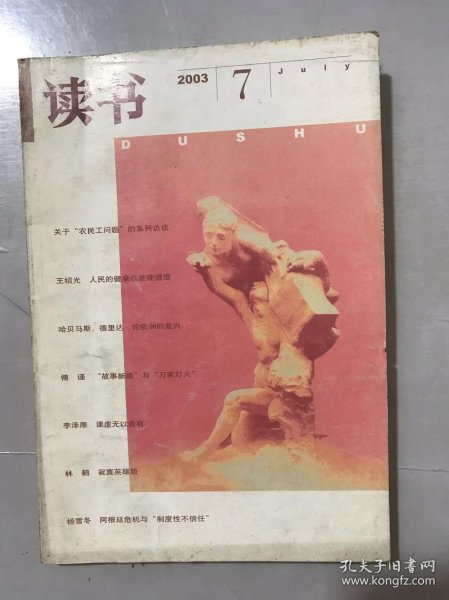 读书
2003 7 July
DUSHU
关于“农民工问题”的系列访谈
王绍光 人民的健康也是硬道理
哈贝马斯、德里达 论欧洲的复兴
傅谨 “故事新编”与“万家灯火”
李泽厚 课虚无以责有
林鹤 寂寞英雄路
杨雪冬 阿根廷危机与“制度性不信任”
孔夫子旧书网
www.kongfz.com